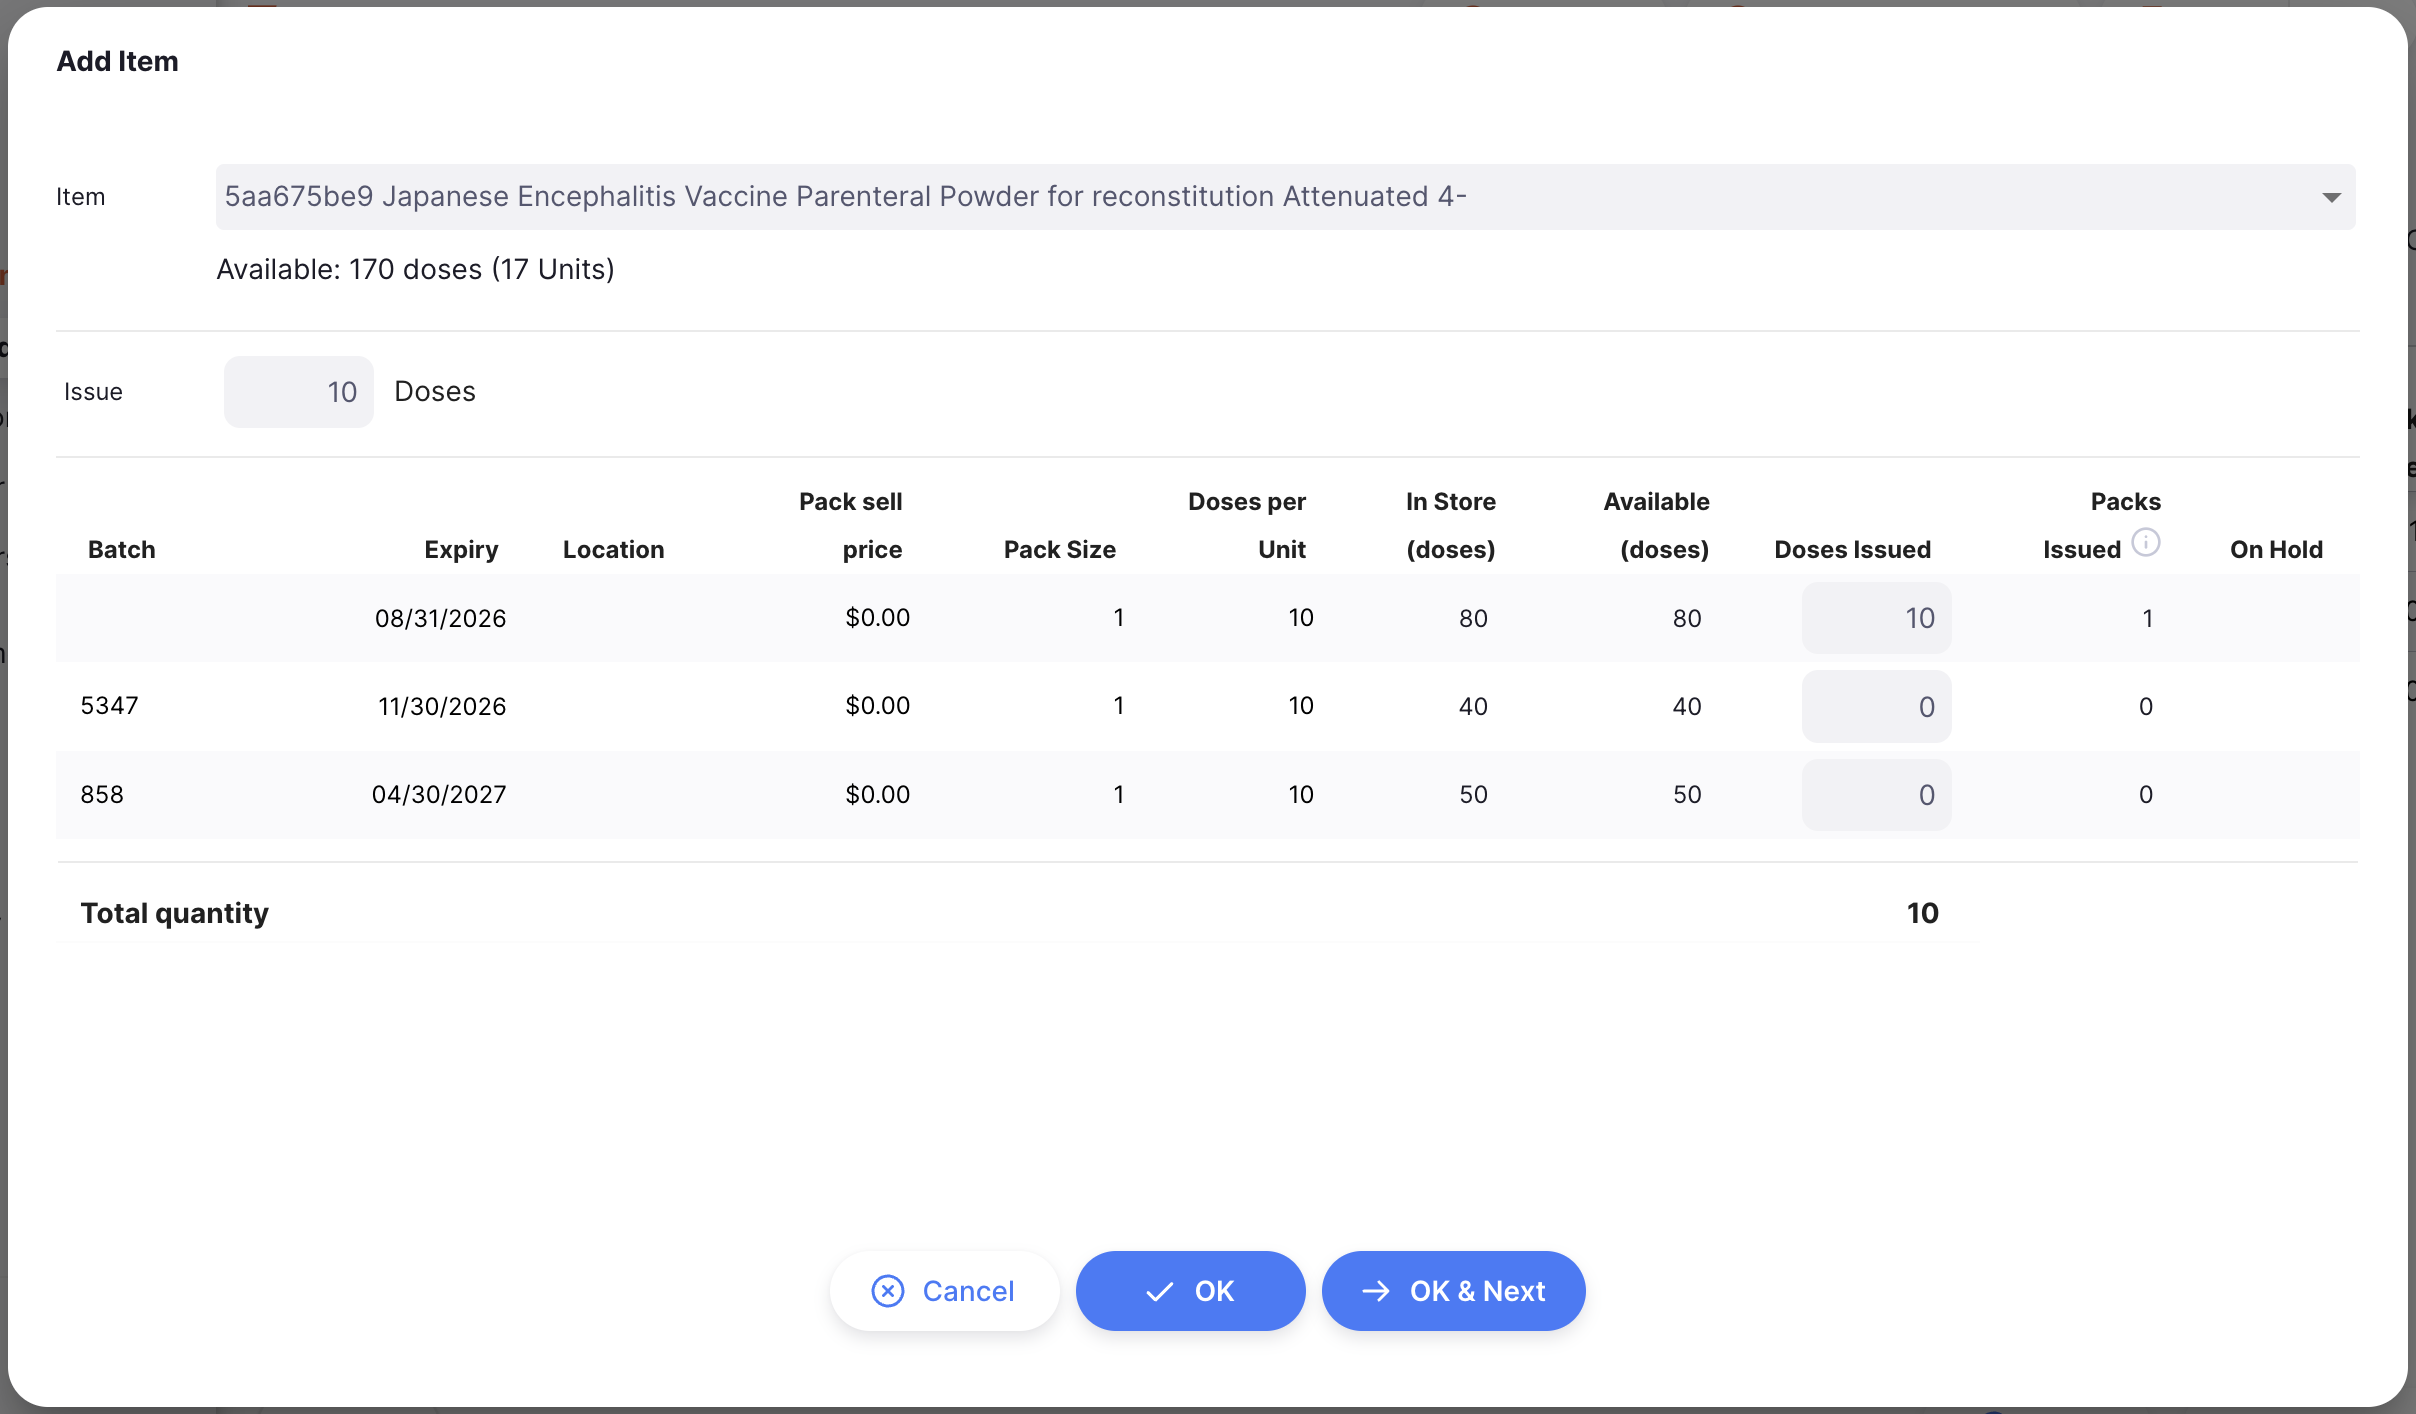 Add Item
Item
5aa675be9 Japanese Encephalitis Vaccine Parenteral Powder for reconstitution Attenuated 4-
Available: 170 doses (17 Units)
Issue 10 Doses
Batch Expiry Location Pack sell price Pack Size Doses per Unit In Store (doses) Available (doses) Doses Issued Packs Issued On Hold
08/31/2026 $0.00 1 10 80 80 10 1
5347 11/30/2026 $0.00 1 10 40 40 0 0
858 04/30/2027 $0.00 1 10 50 50 0 0
Total quantity 10
Cancel OK OK & Next